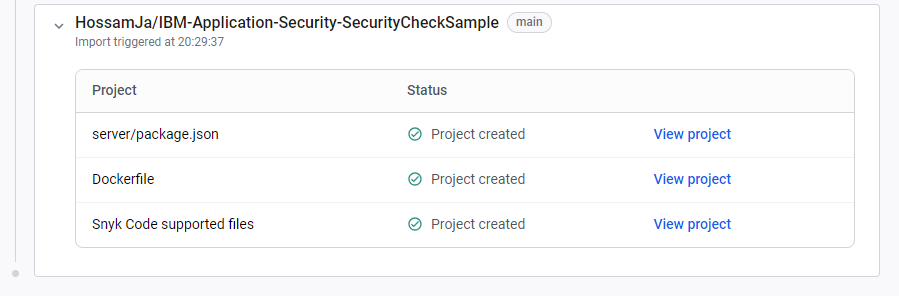 HossamJa/IBM-Application-Security-SecurityCheckSample main
Import triggered at 20:29:37
Project Status
server/package.json Project created View project
Dockerfile Project created View project
Snyk Code supported files Project created View project